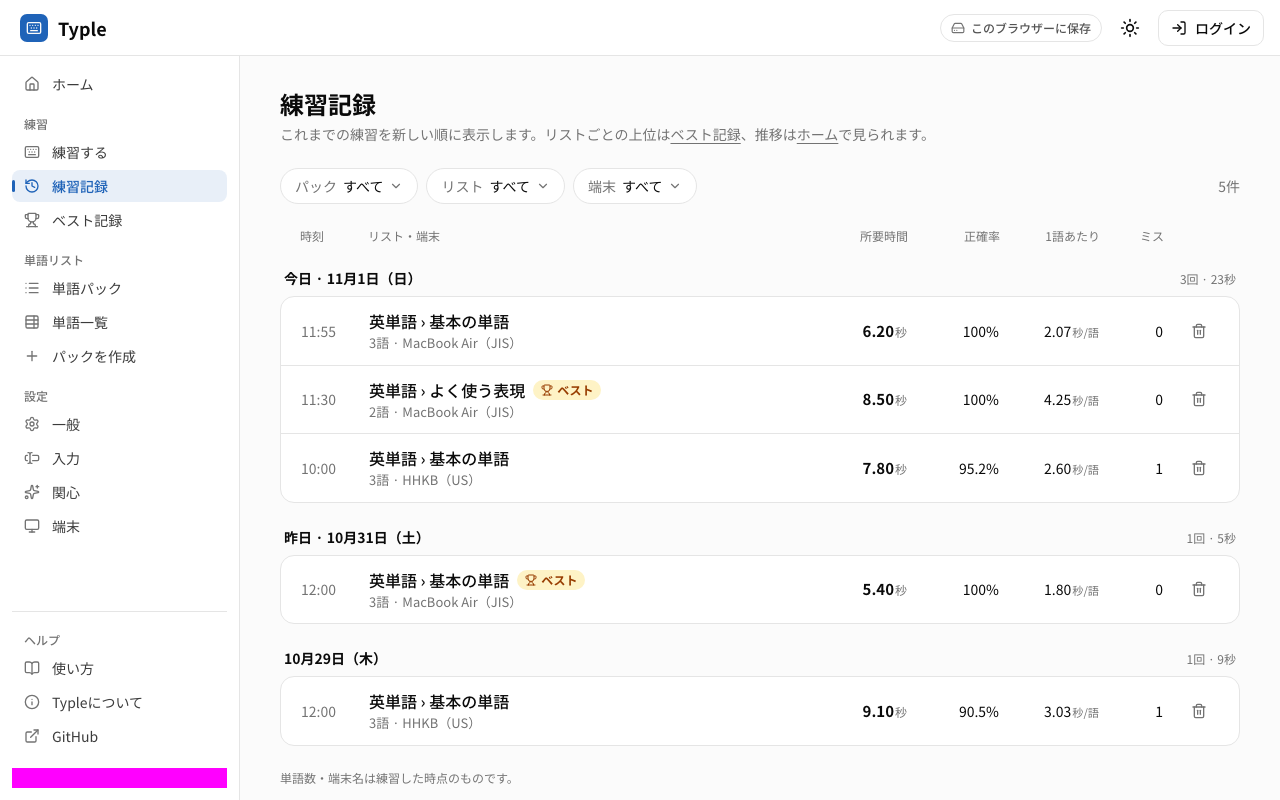 Typle
このブラウザーに保存
ログイン
ホーム
練習
練習する
練習記録
ベスト記録
単語リスト
単語パック
単語一覧
パックを作成
設定
一般
入力
関心
端末
ヘルプ
使い方
Typleについて
GitHub
練習記録
これまでの練習を新しい順に表示します。リストごとの上位はベスト記録、推移はホームで見られます。
パック すべて
リスト すべて
端末 すべて
5件
時刻 リスト・端末 所要時間 正確率 1語あたり ミス
今日 · 11月1日（日） 3回 · 23秒
11:55 英単語 › 基本の単語 6.20秒 100% 2.07秒/語 0
3語 · MacBook Air（JIS）
11:30 英単語 › よく使う表現 ベスト 8.50秒 100% 4.25秒/語 0
2語 · MacBook Air（JIS）
10:00 英単語 › 基本の単語 7.80秒 95.2% 2.60秒/語 1
3語 · HHKB（US）
昨日 · 10月31日（土） 1回 · 5秒
12:00 英単語 › 基本の単語 ベスト 5.40秒 100% 1.80秒/語 0
3語 · MacBook Air（JIS）
10月29日（木） 1回 · 9秒
12:00 英単語 › 基本の単語 9.10秒 90.5% 3.03秒/語 1
3語 · HHKB（US）
単語数・端末名は練習した時点のものです。